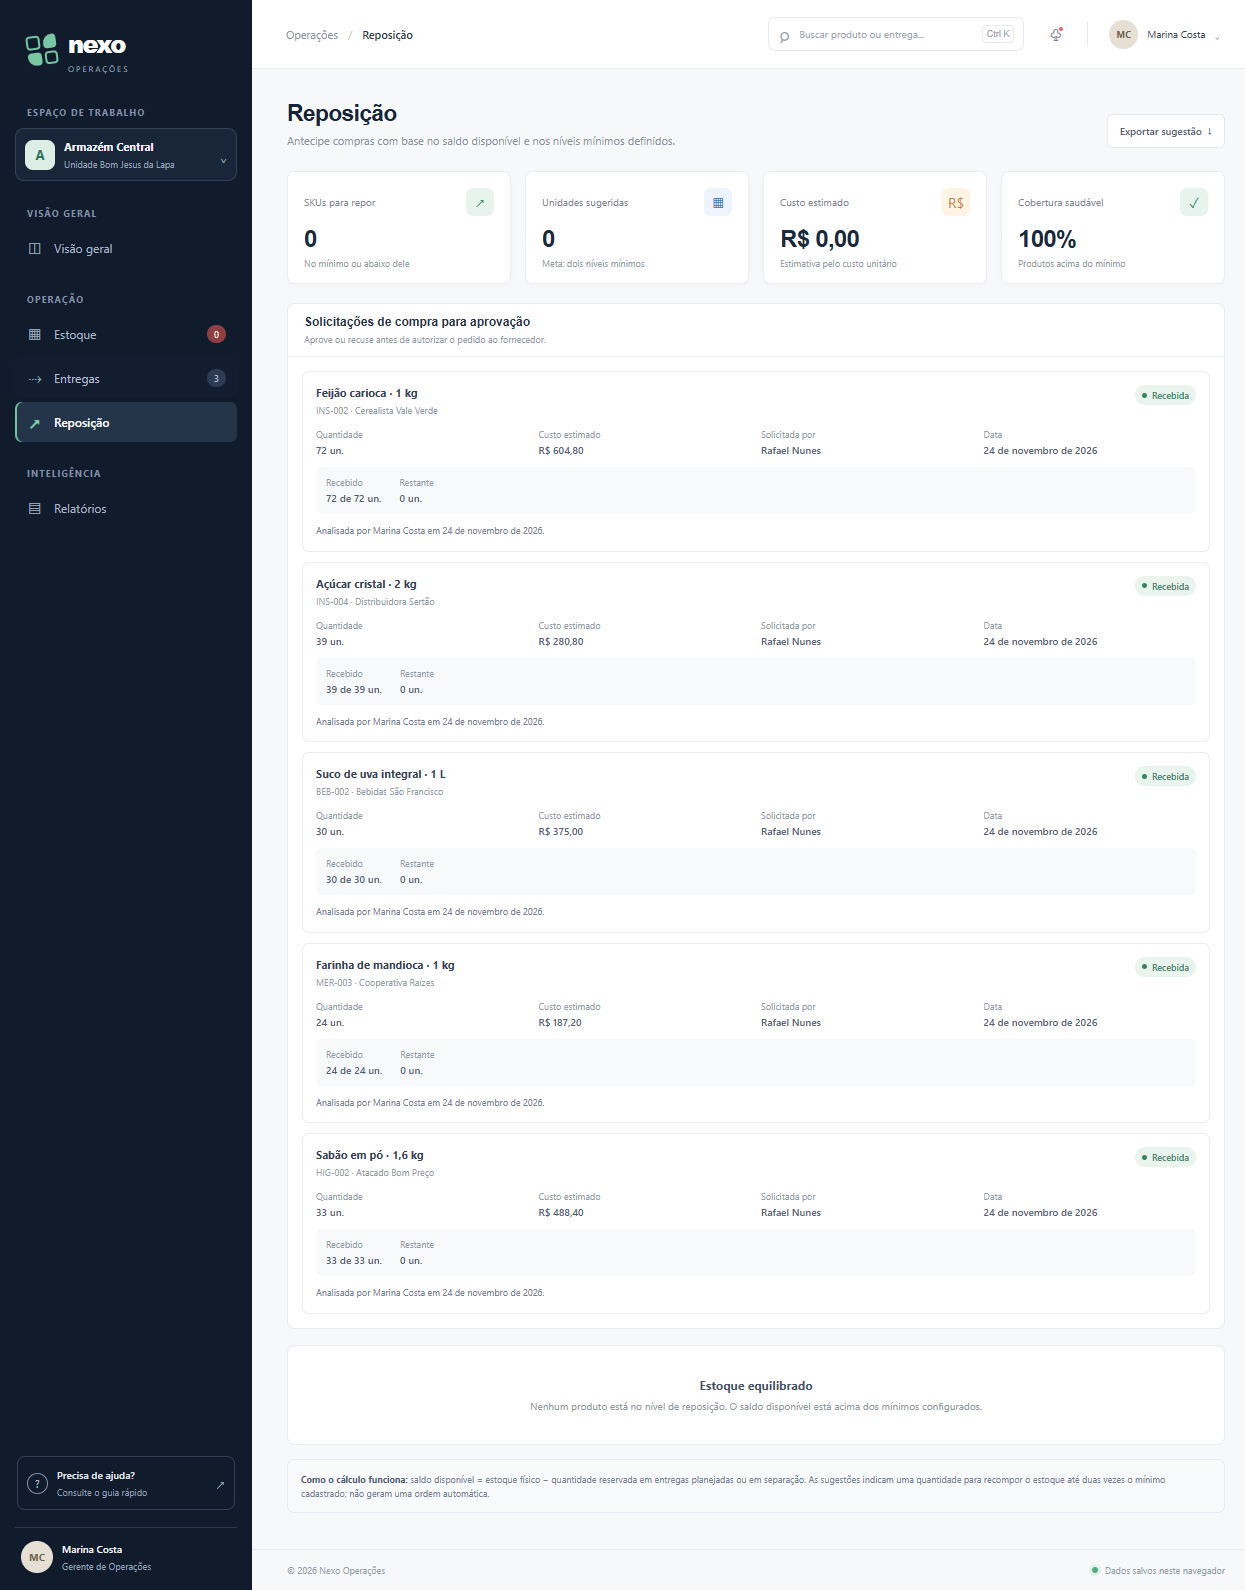 nexo
OPERAÇÕES
ESPAÇO DE TRABALHO
A
Armazém Central
Unidade Bom Jesus da Lapa
VISÃO GERAL
Visão geral
OPERAÇÃO
Estoque 0
Entregas 3
Reposição
INTELIGÊNCIA
Relatórios
? Precisa de ajuda?
Consulte o guia rápido
MC Marina Costa
Gerente de Operações
Operações / Reposição
Buscar produto ou entrega... Ctrl K
MC Marina Costa
Reposição
Antecipe compras com base no saldo disponível e nos níveis mínimos definidos.
Exportar sugestão ↓
SKUs para repor
0
No mínimo ou abaixo dele
Unidades sugeridas
0
Meta: dois níveis mínimos
Custo estimado R$
R$ 0,00
Estimativa pelo custo unitário
Cobertura saudável
100%
Produtos acima do mínimo
Solicitações de compra para aprovação
Aprove ou recuse antes de autorizar o pedido ao fornecedor.
Feijão carioca · 1 kg Recebida
INS-002 · Cerealista Vale Verde
Quantidade Custo estimado Solicitada por Data
72 un. R$ 604,80 Rafael Nunes 24 de novembro de 2026
Recebido Restante
72 de 72 un. 0 un.
Analisada por Marina Costa em 24 de novembro de 2026.
Açúcar cristal · 2 kg Recebida
INS-004 · Distribuidora Sertão
Quantidade Custo estimado Solicitada por Data
39 un. R$ 280,80 Rafael Nunes 24 de novembro de 2026
Recebido Restante
39 de 39 un. 0 un.
Analisada por Marina Costa em 24 de novembro de 2026.
Suco de uva integral · 1 L Recebida
BEB-002 · Bebidas São Francisco
Quantidade Custo estimado Solicitada por Data
30 un. R$ 375,00 Rafael Nunes 24 de novembro de 2026
Recebido Restante
30 de 30 un. 0 un.
Analisada por Marina Costa em 24 de novembro de 2026.
Farinha de mandioca · 1 kg Recebida
MER-003 · Cooperativa Raízes
Quantidade Custo estimado Solicitada por Data
24 un. R$ 187,20 Rafael Nunes 24 de novembro de 2026
Recebido Restante
24 de 24 un. 0 un.
Analisada por Marina Costa em 24 de novembro de 2026.
Sabão em pó · 1,6 kg Recebida
HIG-002 · Atacado Bom Preço
Quantidade Custo estimado Solicitada por Data
33 un. R$ 488,40 Rafael Nunes 24 de novembro de 2026
Recebido Restante
33 de 33 un. 0 un.
Analisada por Marina Costa em 24 de novembro de 2026.
Estoque equilibrado
Nenhum produto está no nível de reposição. O saldo disponível está acima dos mínimos configurados.
Como o cálculo funciona: saldo disponível = estoque físico − quantidade reservada em entregas planejadas ou em separação. As sugestões indicam uma quantidade para recompor o estoque até duas vezes o mínimo
cadastrado; não geram uma ordem automática.
© 2026 Nexo Operações
Dados salvos neste navegador